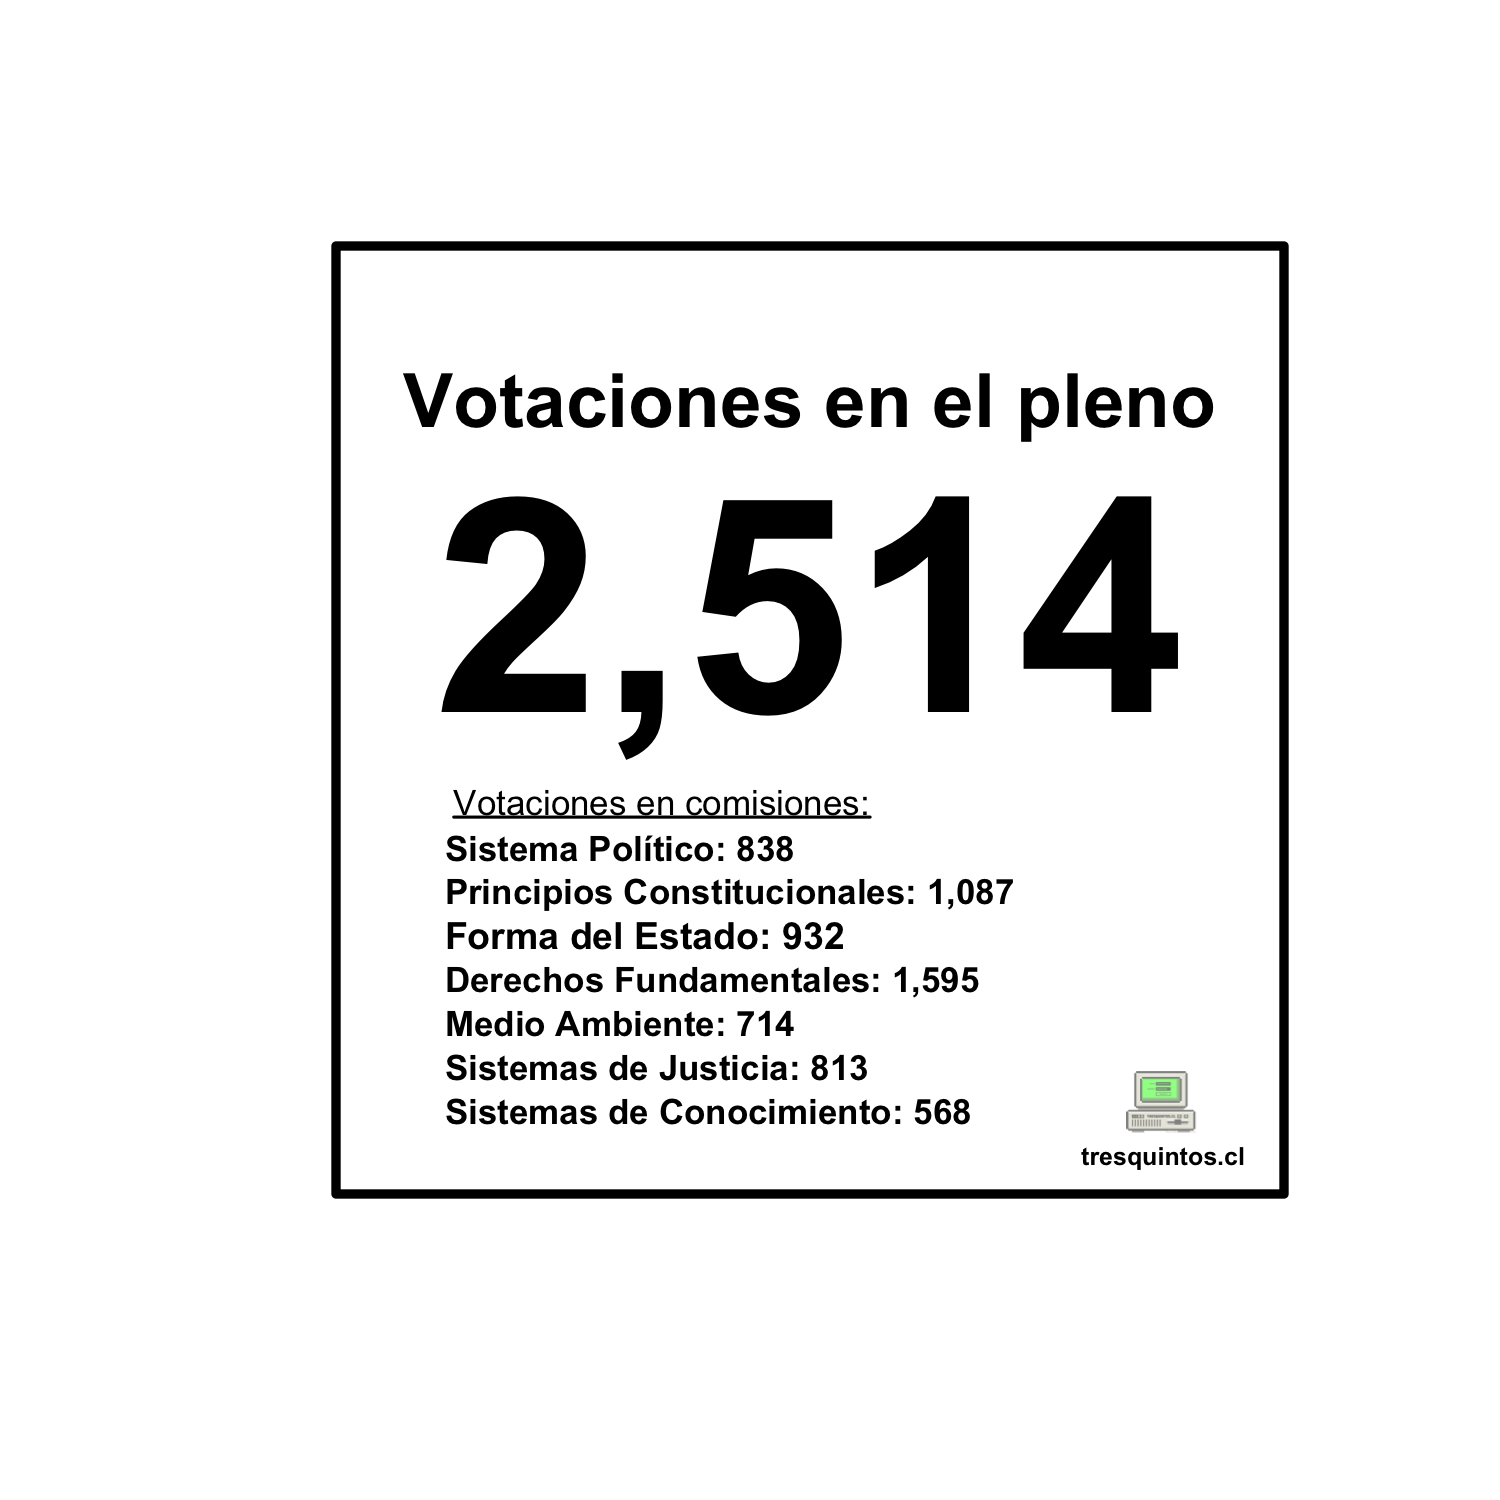 Votaciones en el pleno
2,514
Votaciones en comisiones:
Sistema Político: 838
Principios Constitucionales: 1,087
Forma del Estado: 932
Derechos Fundamentales: 1,595
Medio Ambiente: 714
Sistemas de Justicia: 813
Sistemas de Conocimiento: 568
tresquintos.cl